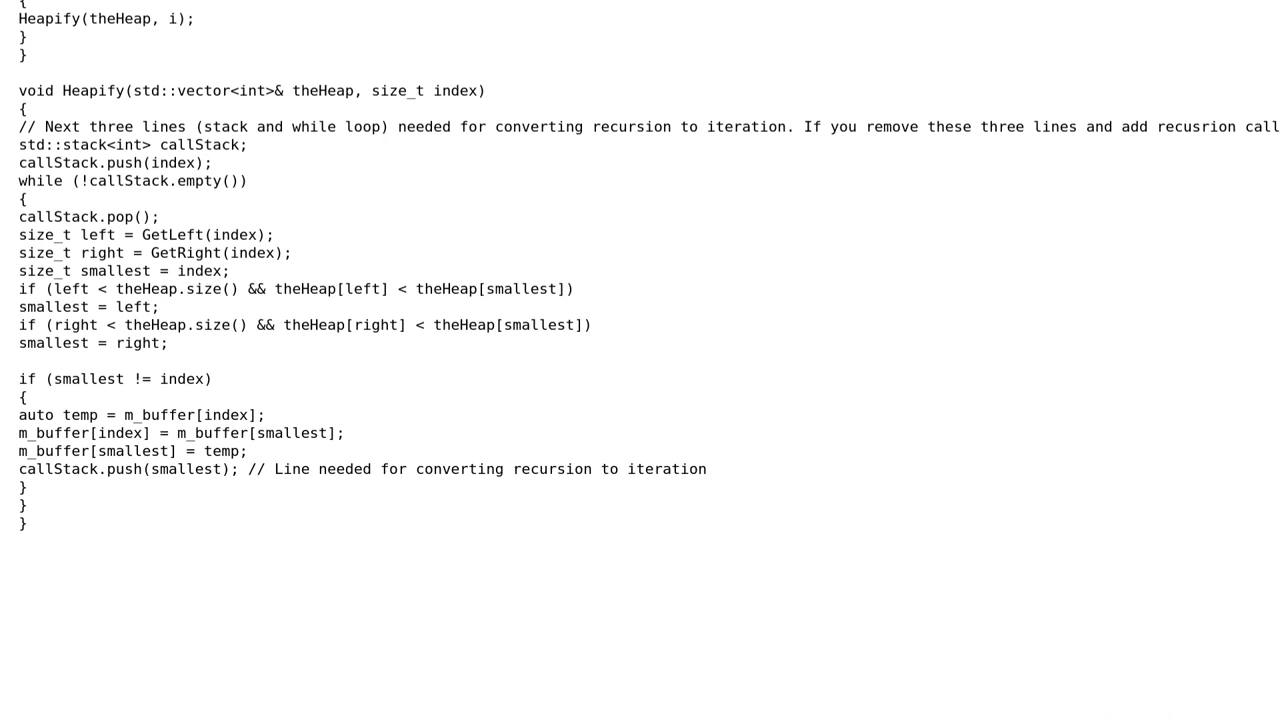 {
Heapify(theHeap, i);
}
}
void Heapify(std::vector<int>& theHeap, size_t index)
{
// Next three lines (stack and while loop) needed for converting recursion to iteration. If you remove these three lines and add recusrion call
std::stack<int> callStack;
callStack.push(index);
while (!callStack.empty())
{
callStack.pop();
size_t left = GetLeft(index);
size_t right = GetRight(index);
size_t smallest = index;
if (left < theHeap.size() && theHeap[left] < theHeap[smallest])
smallest = left;
if (right < theHeap.size() && theHeap[right] < theHeap[smallest])
smallest = right;
if (smallest != index)
{
auto temp = m_buffer[index];
m_buffer[index] = m_buffer[smallest];
m_buffer[smallest] = temp;
callStack.push(smallest); // Line needed for converting recursion to iteration
}
}
}